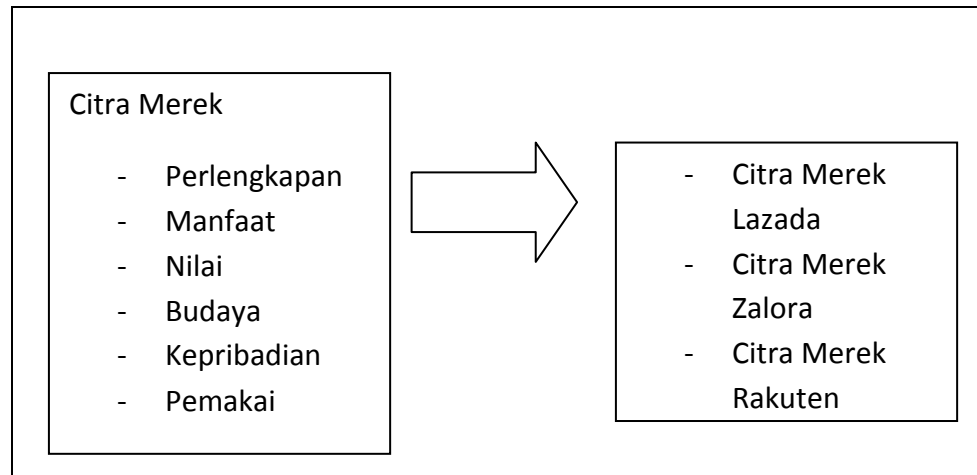 Citra Merek
- Perlengkapan
- Manfaat
- Nilai
- Budaya
- Kepribadian
- Pemakai
- Citra Merek
Lazada
- Citra Merek
Zalora
- Citra Merek
Rakuten